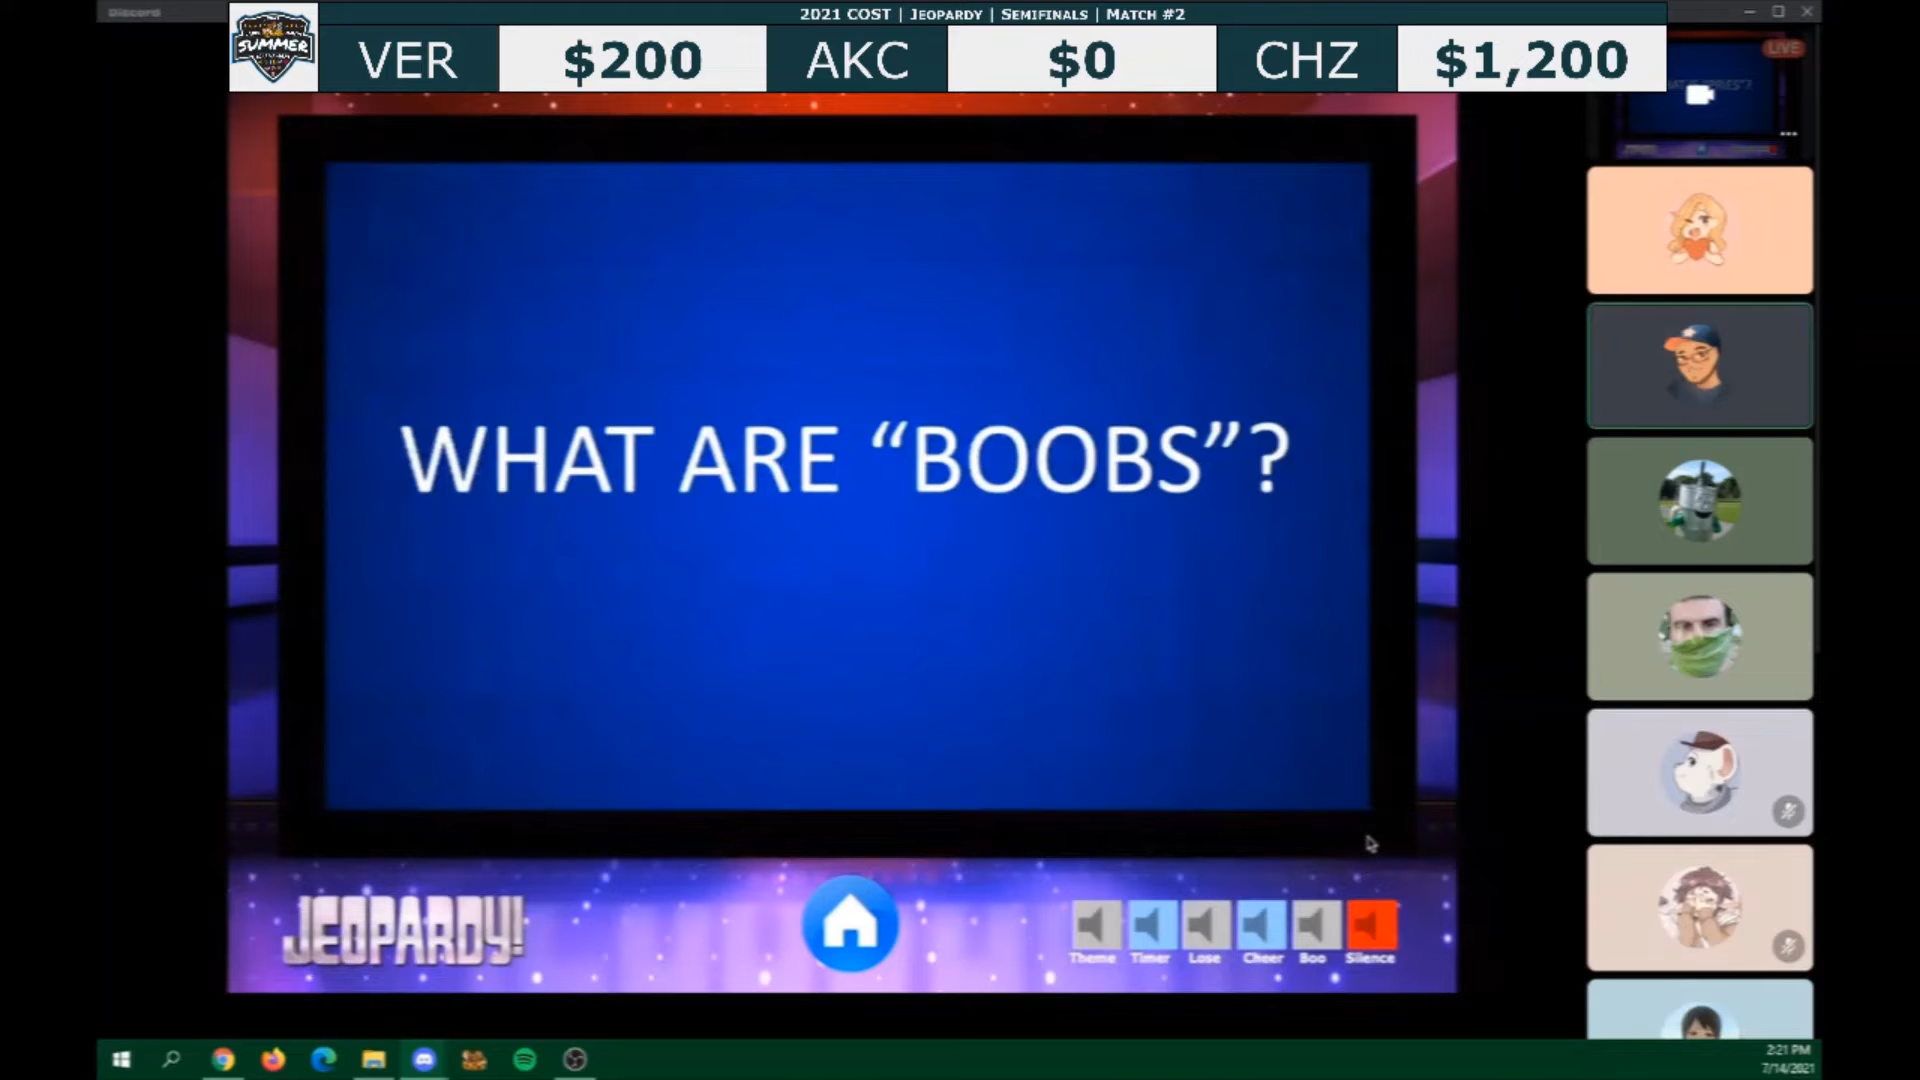 Discord
2021 COST | JEOPARDY | SEMIFINALS | MATCH #2
SUMMER
VER
$200
AKC
$0
CHZ
$1,200
LIVE
WHAT ARE “BOOBS”?
JEOPARDY!
Theme
Timer
Lose
Cheer
Boo
Silence
2:21 PM
7/14/2021